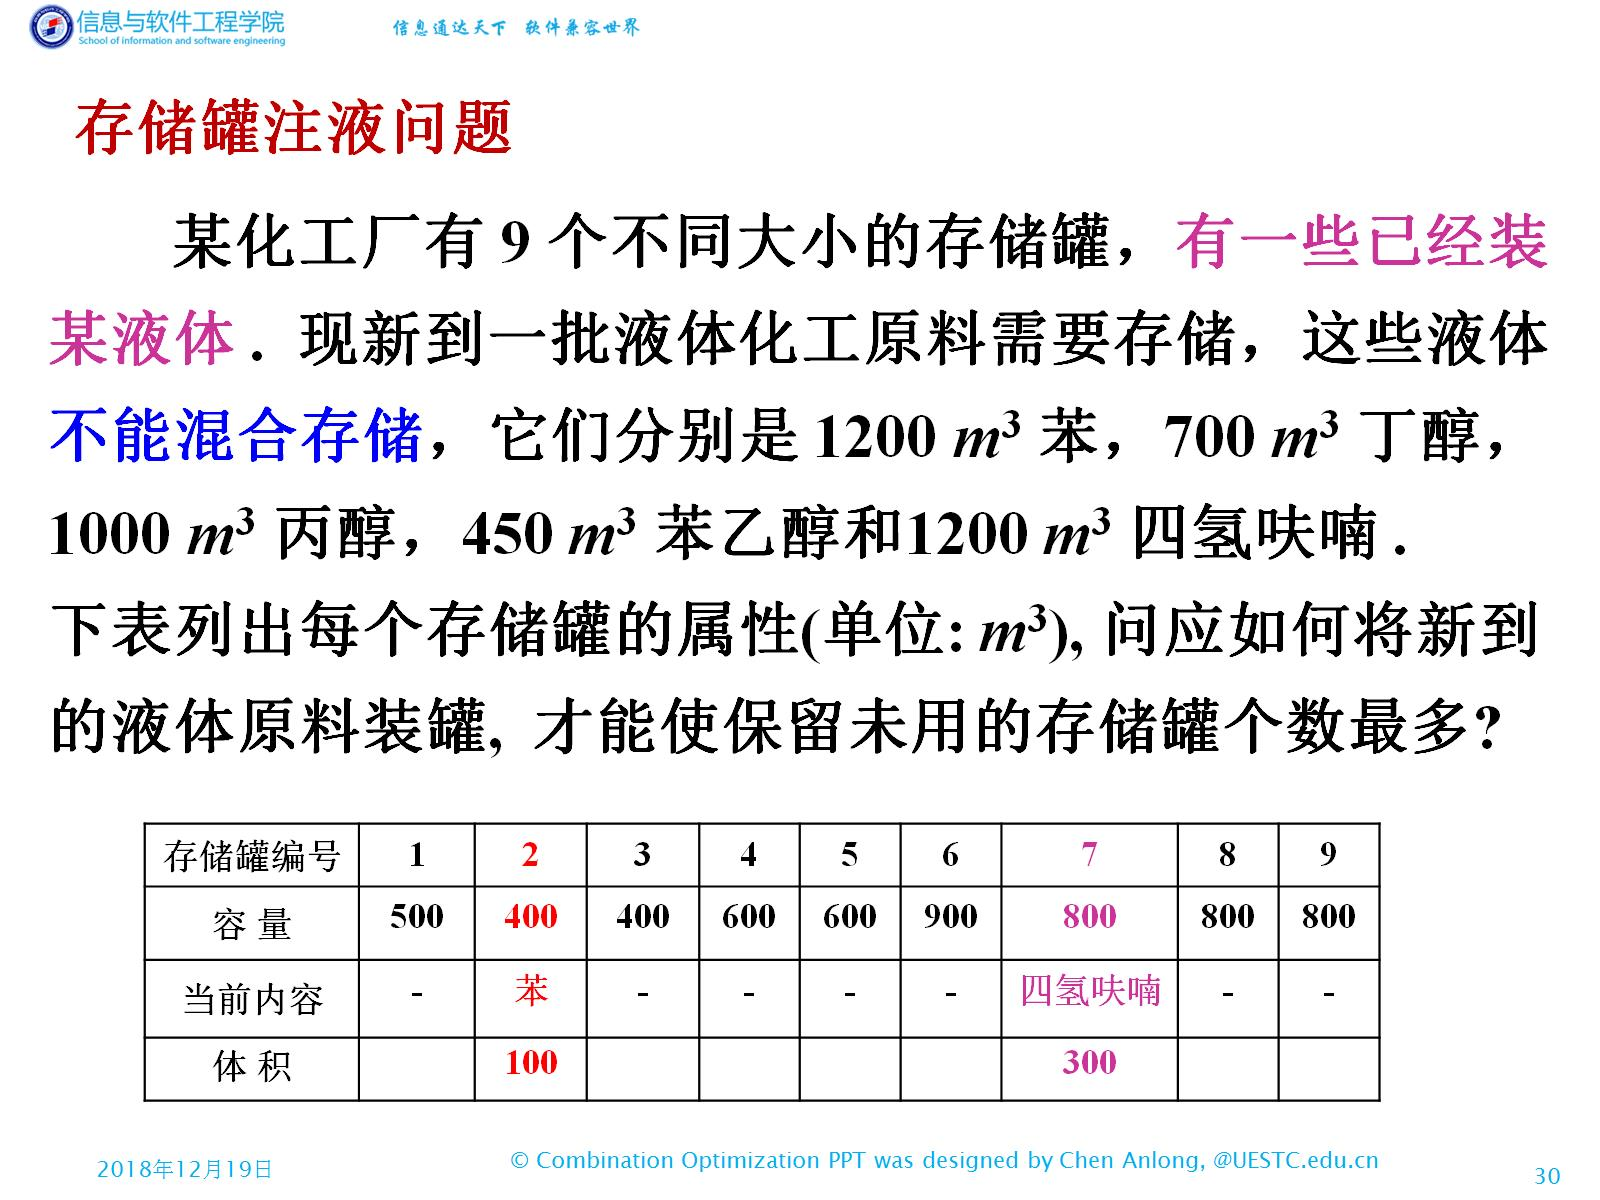 信息与软件工程学院
School of information and software engineering
信息通达天下 软件兼容世界
存储罐注液问题
某化工厂有 9 个不同大小的存储罐，有一些已经装
某液体 . 现新到一批液体化工原料需要存储，这些液体
不能混合存储，它们分别是 1200 m³ 苯，700 m³ 丁醇，
1000 m³ 丙醇，450 m³ 苯乙醇和1200 m³ 四氢呋喃 .
下表列出每个存储罐的属性(单位: m³), 问应如何将新到
的液体原料装罐, 才能使保留未用的存储罐个数最多?
存储罐编号 1 2 3 4 5 6 7 8 9
容 量 500 400 400 600 600 900 800 800 800
当前内容 - 苯 - - - - 四氢呋喃 - -
体 积 100 300
2018年12月19日 © Combination Optimization PPT was designed by Chen Anlong, @UESTC.edu.cn 30